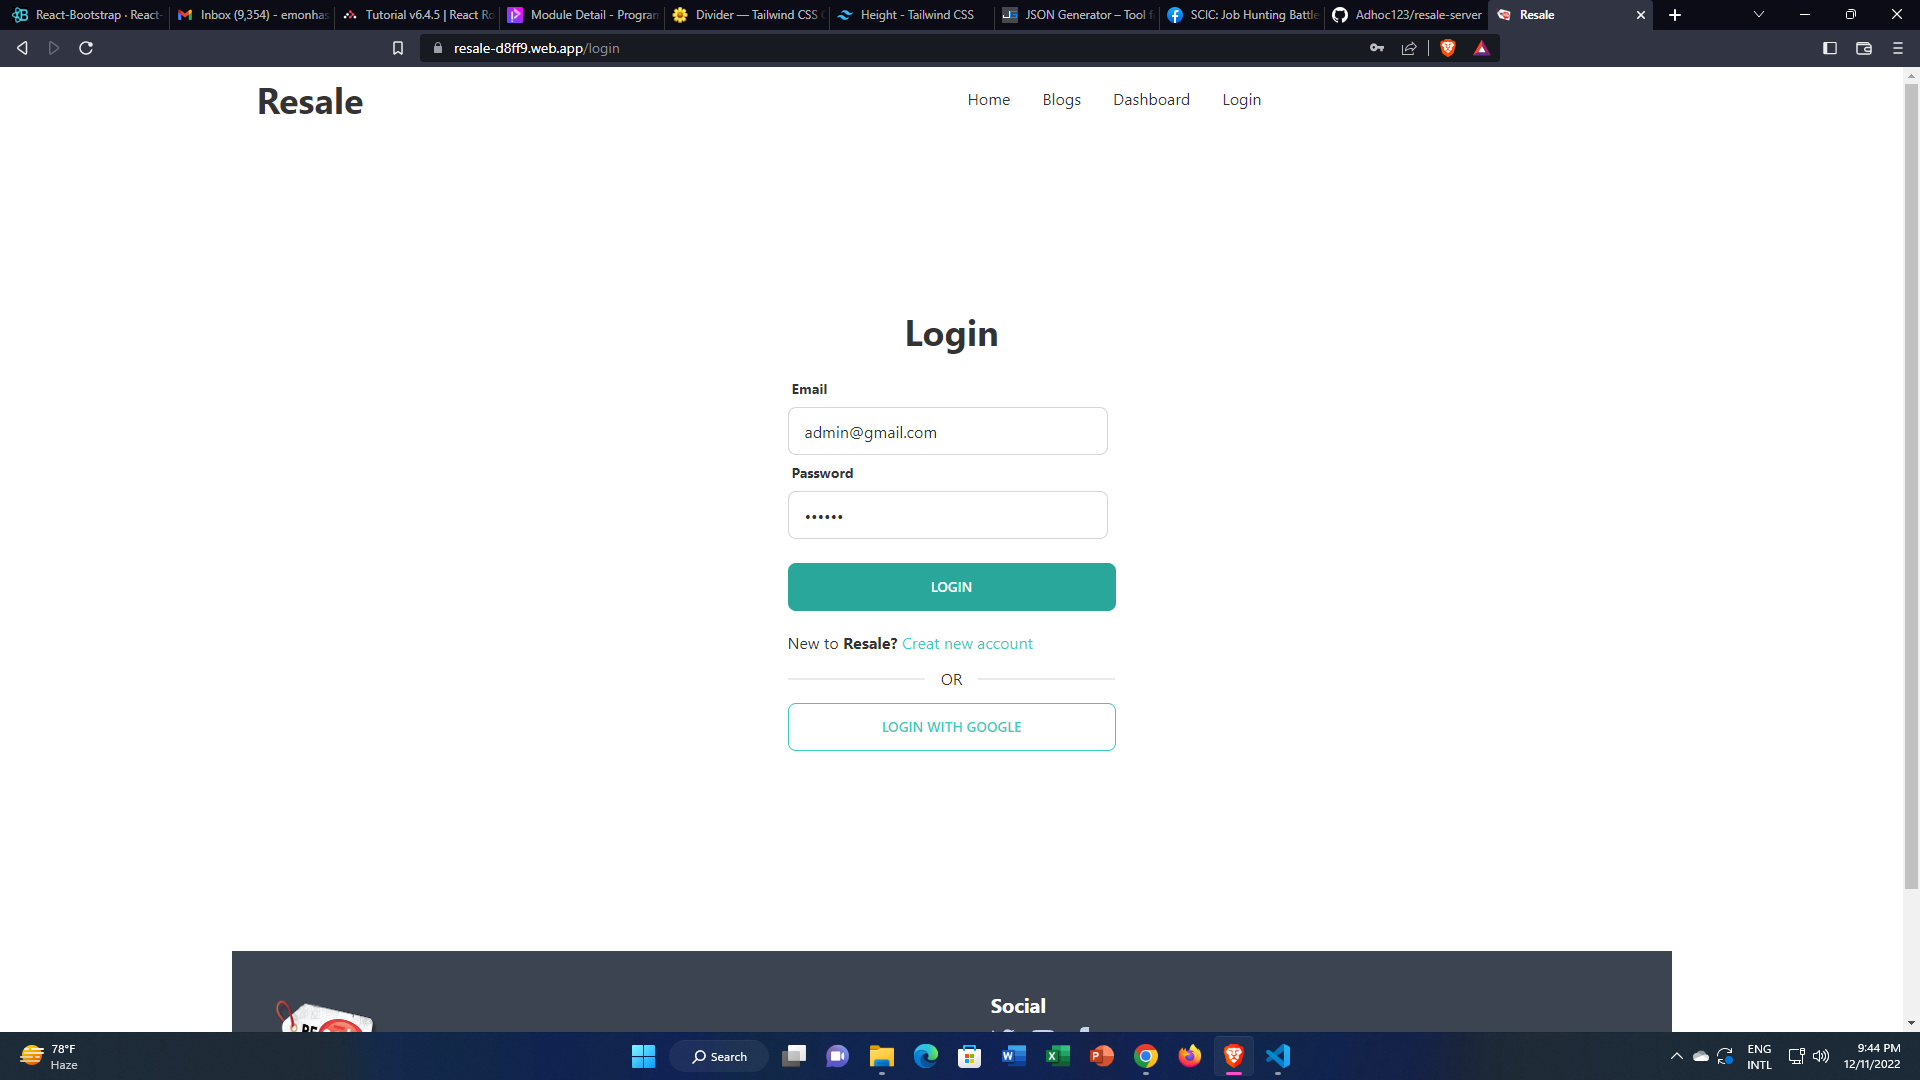 React-Bootstrap · React-
Inbox (9,354) - emonhas
Tutorial v6.4.5 | React Ro
Module Detail - Program
Divider — Tailwind CSS
Height - Tailwind CSS
JSON Generator – Tool f
SCIC: Job Hunting Battle
Adhoc123/resale-server
Resale
resale-d8ff9.web.app/login
Resale
Home
Blogs
Dashboard
Login
Login
Email
admin@gmail.com
Password
••••••
LOGIN
New to Resale? Creat new account
OR
LOGIN WITH GOOGLE
Social
78°F
Haze
Search
ENG
INTL
9:44 PM
12/11/2022